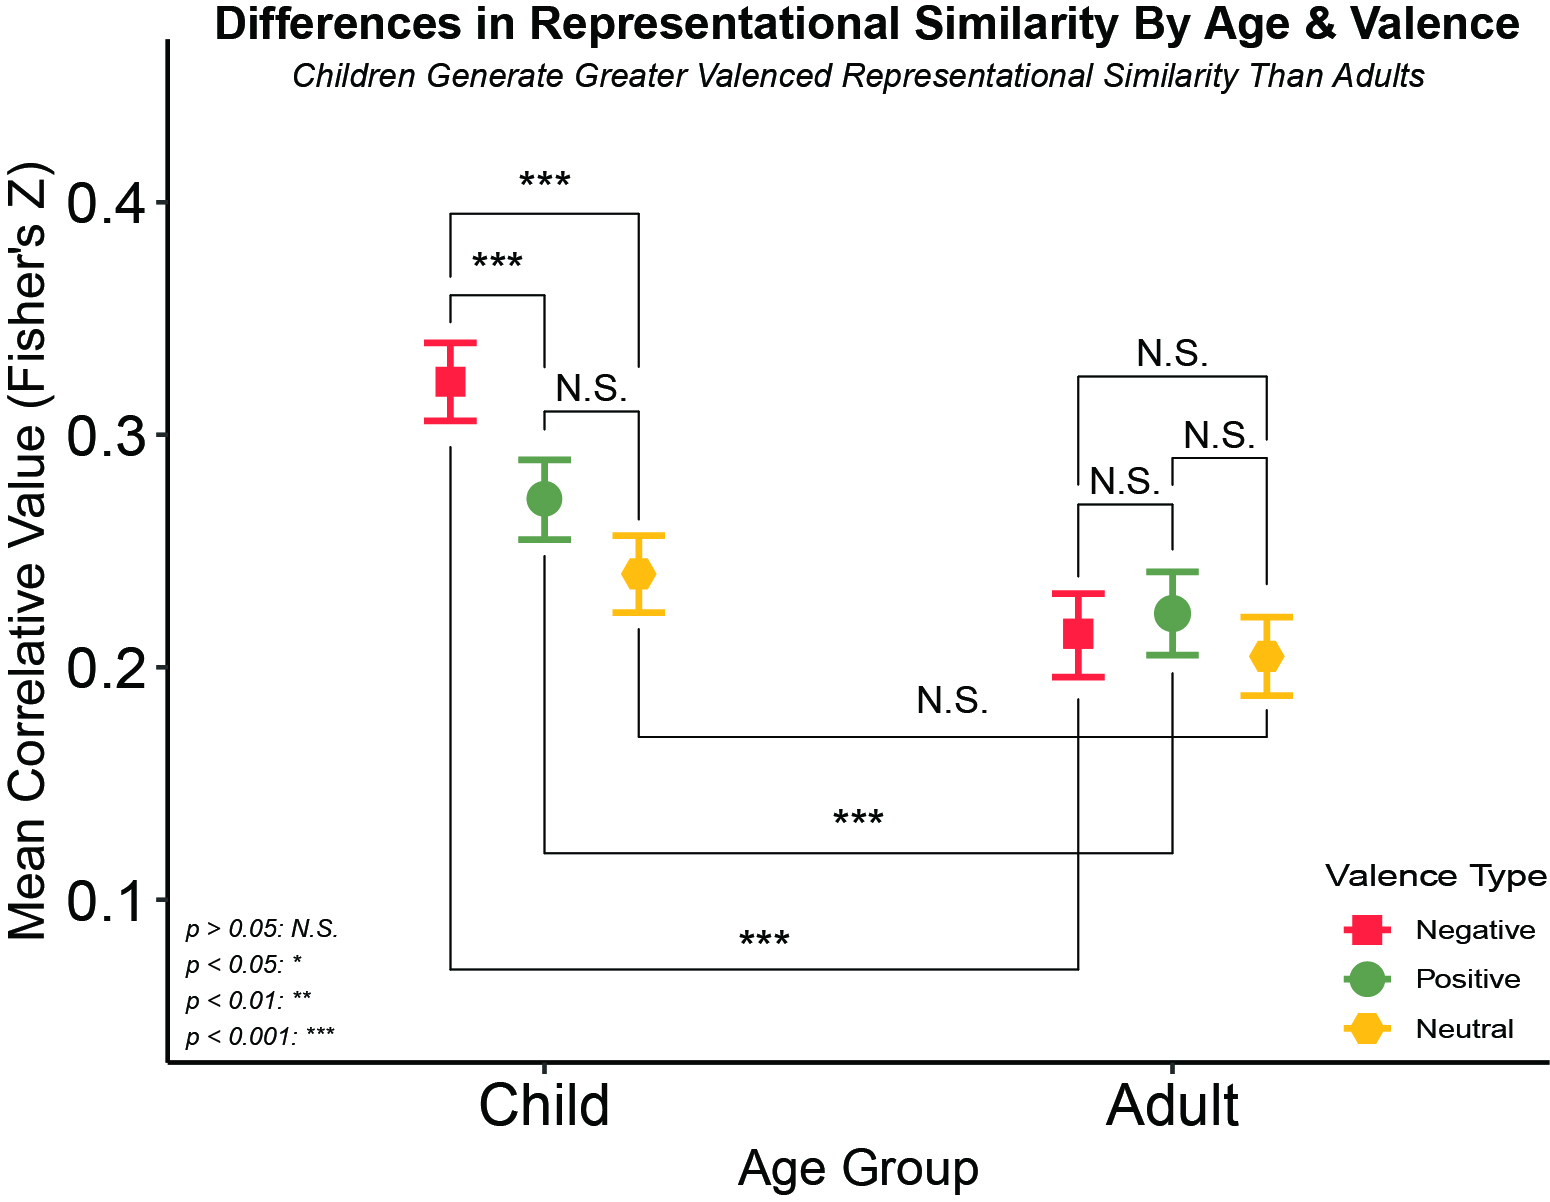 Differences in Representational Similarity By Age & Valence
Children Generate Greater Valenced Representational Similarity Than Adults
Mean Correlative Value (Fisher's Z)
0.4
0.3
0.2
0.1
***
***
N.S.
N.S.
N.S.
N.S.
N.S.
***
***
p > 0.05: N.S.
p < 0.05: *
p < 0.01: **
p < 0.001: ***
Valence Type
Negative
Positive
Neutral
Child
Adult
Age Group